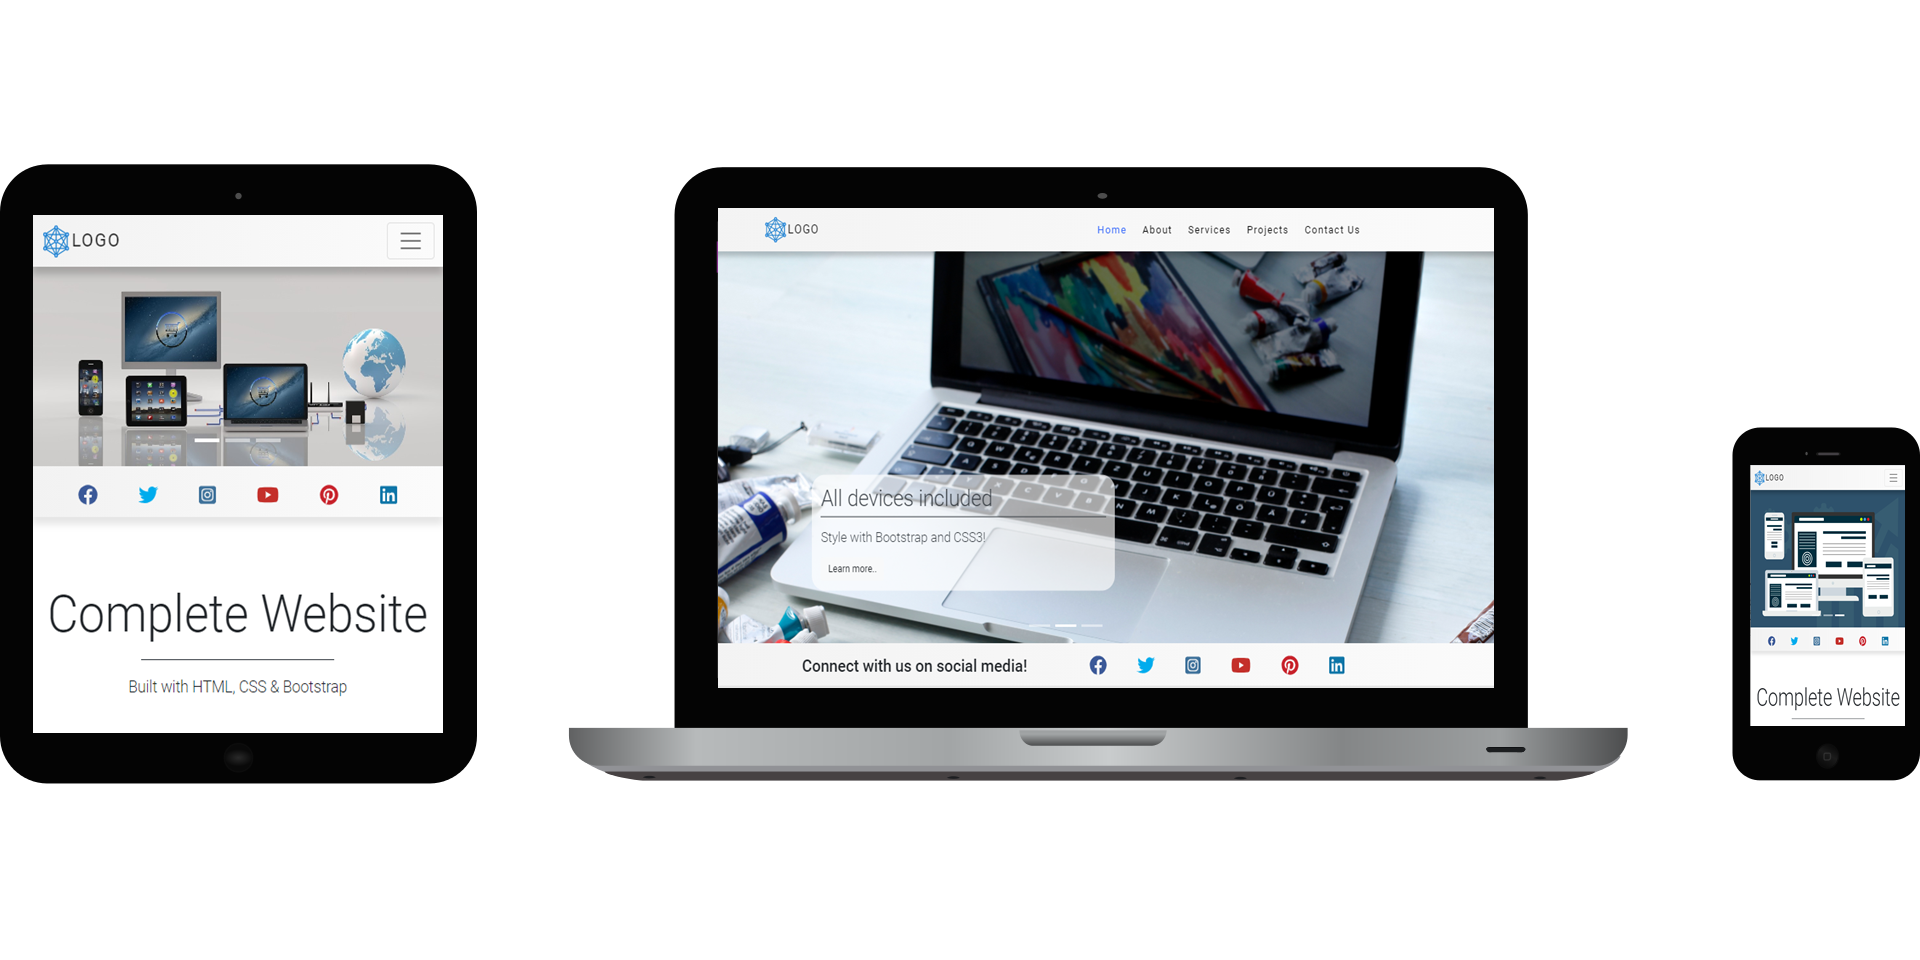 LOGO
Complete Website
Built with HTML, CSS & Bootstrap
LOGO
Home About Services Projects Contact Us
All devices included
Style with Bootstrap and CSS3!
Learn more..
Connect with us on social media!
LOGO
Complete Website